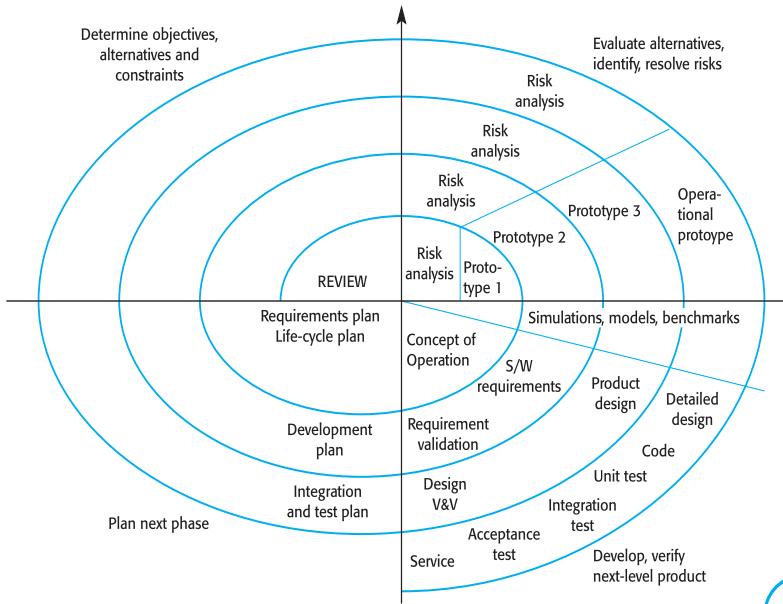 Determine objectives,
alternatives and
constraints
Evaluate alternatives,
identify, resolve risks
Risk
analysis
Risk
analysis
Risk
analysis
Risk
analysis
Proto-
type 1
Prototype 2
Prototype 3
Opera-
tional
protoype
REVIEW
Requirements plan
Life-cycle plan
Simulations, models, benchmarks
Concept of
Operation
S/W
requirements
Product
design
Detailed
design
Development
plan
Requirement
validation
Code
Unit test
Integration
and test plan
Design
V&V
Integration
test
Plan next phase
Acceptance
test
Service
Develop, verify
next-level product